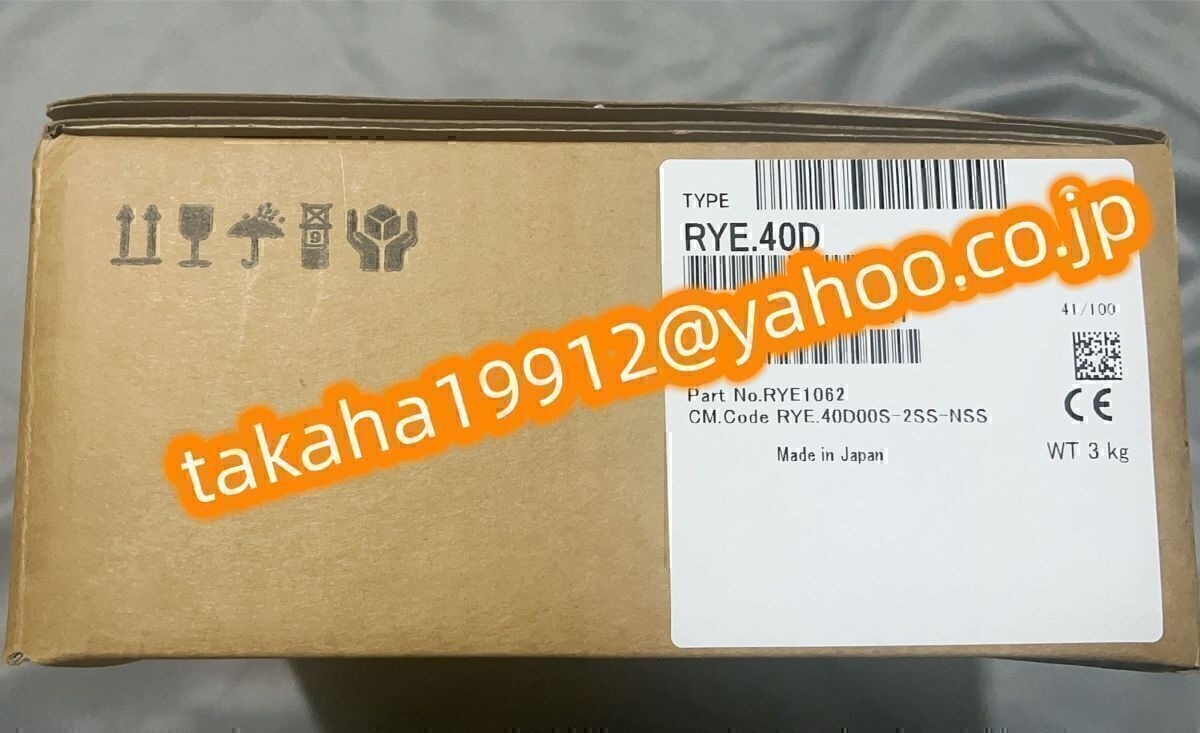 TYPE
RYE.40D
takaha19912@yahoo.co.jp
41/100
Part No.RYE1062
CM.Code RYE.40D00S-2SS-NSS
Made in Japan
WT 3 kg
9